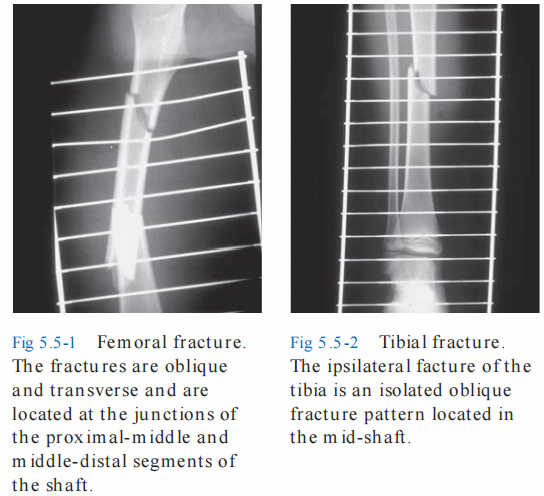 Fig 5.5-1 Femoral fracture.
The fractures are oblique
and transverse and are
located at the junctions of
the proximal-middle and
middle-distal segments of
the shaft.
Fig 5.5-2 Tibial fracture.
The ipsilateral facture of the
tibia is an isolated oblique
fracture pattern located in
the mid-shaft.